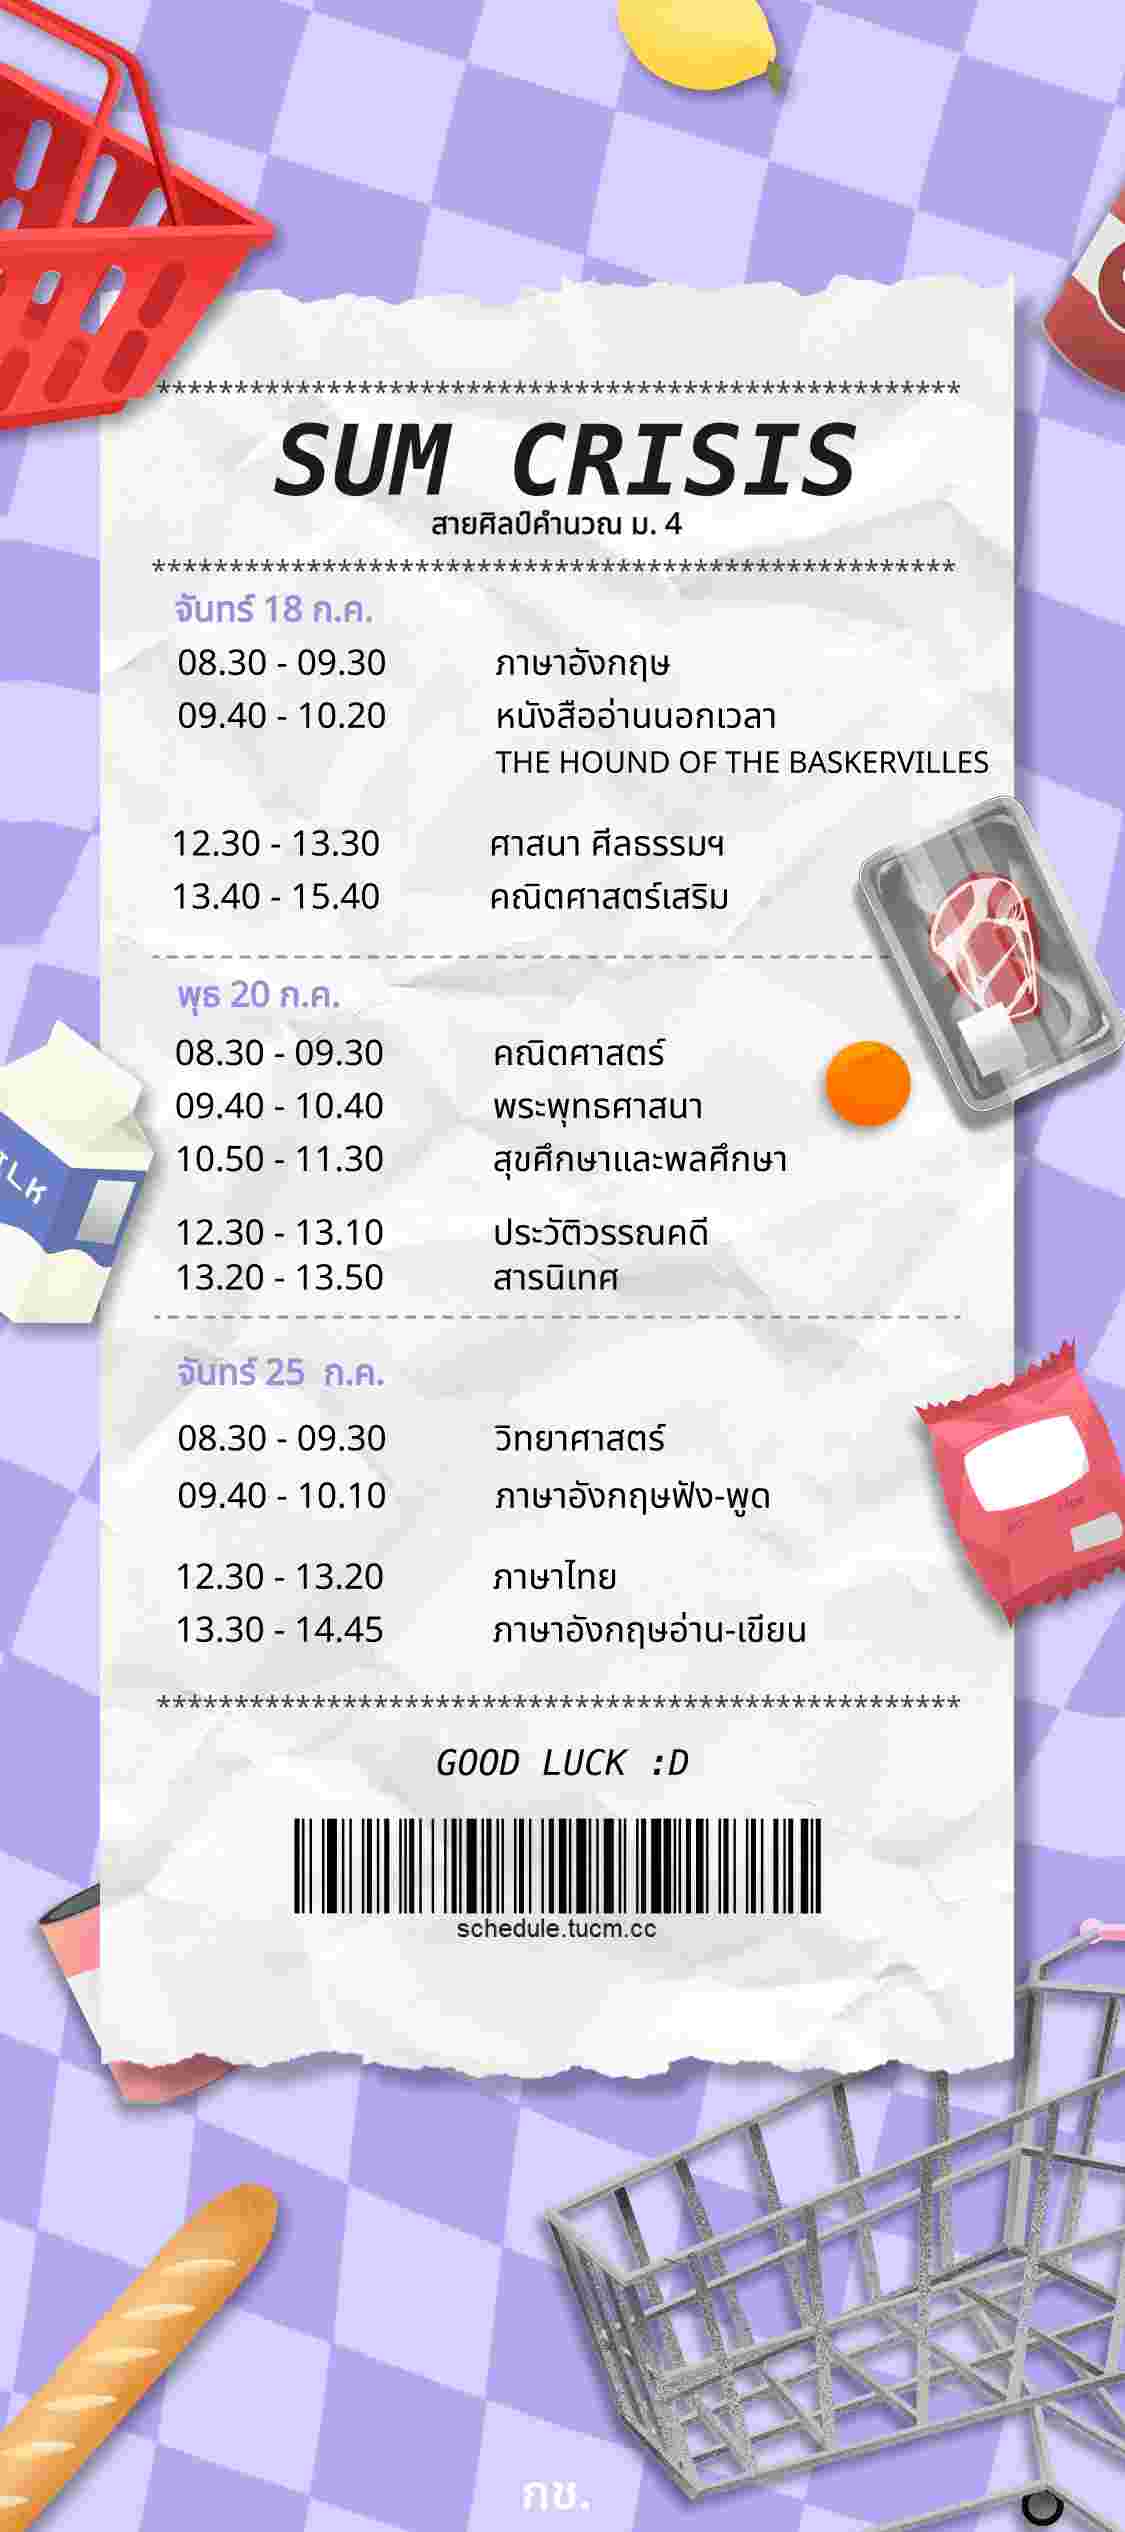 ******************************************************
SUM CRISIS
สายศิลป์คำนวณ ม. 4
******************************************************
จันทร์ 18 ก.ค.
08.30 - 09.30 ภาษาอังกฤษ
09.40 - 10.20 หนังสืออ่านนอกเวลา
THE HOUND OF THE BASKERVILLES
12.30 - 13.30 ศาสนา ศีลธรรมฯ
13.40 - 15.40 คณิตศาสตร์เสริม
พุธ 20 ก.ค.
08.30 - 09.30 คณิตศาสตร์
09.40 - 10.40 พระพุทธศาสนา
10.50 - 11.30 สุขศึกษาและพลศึกษา
12.30 - 13.10 ประวัติวรรณคดี
13.20 - 13.50 สารนิเทศ
จันทร์ 25 ก.ค.
08.30 - 09.30 วิทยาศาสตร์
09.40 - 10.10 ภาษาอังกฤษฟัง-พูด
12.30 - 13.20 ภาษาไทย
13.30 - 14.45 ภาษาอังกฤษอ่าน-เขียน
******************************************************
GOOD LUCK :D
schedule.tucm.cc
กช.